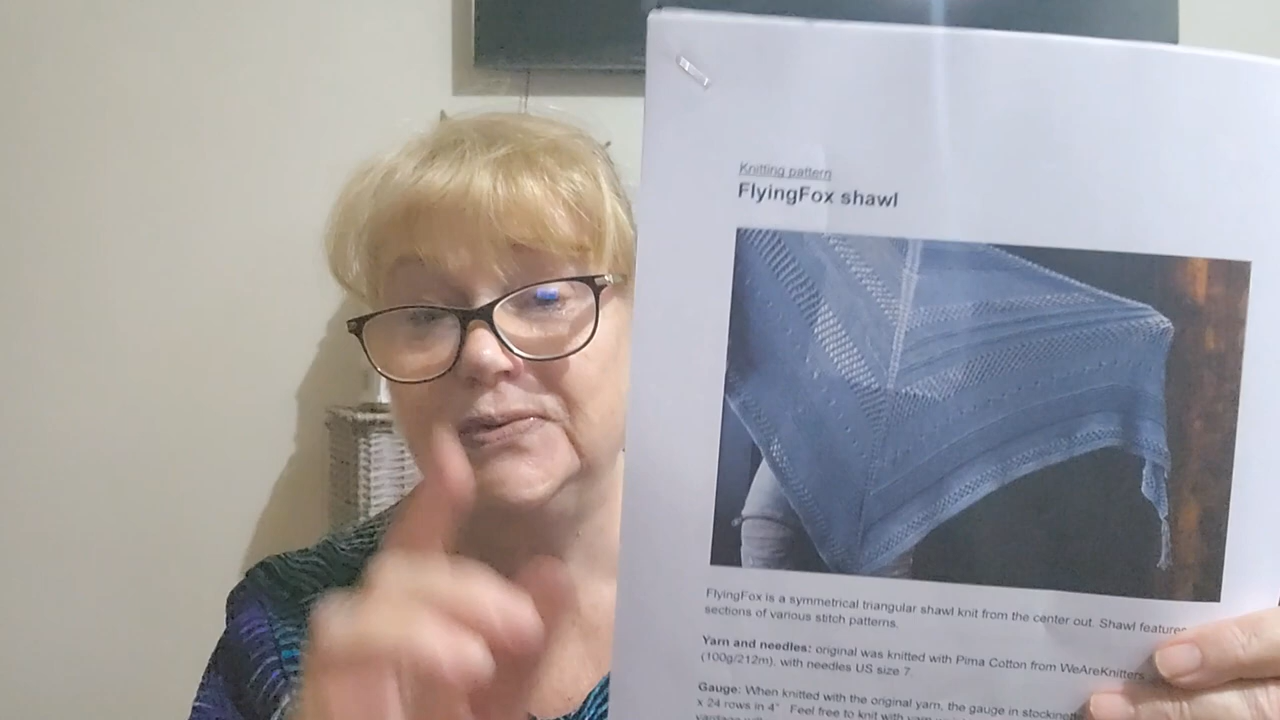 Knitting pattern
FlyingFox shawl
FlyingFox is a symmetrical triangular shawl knit from the center out. Shawl features
sections of various stitch patterns.
Yarn and needles: original was knitted with Pima Cotton from WeAreKnitters
(100g/212m), with needles US size 7.
Gauge: When knitted with the original yarn, the gauge in
x 24 rows in 4" Feel free to knit with yarn